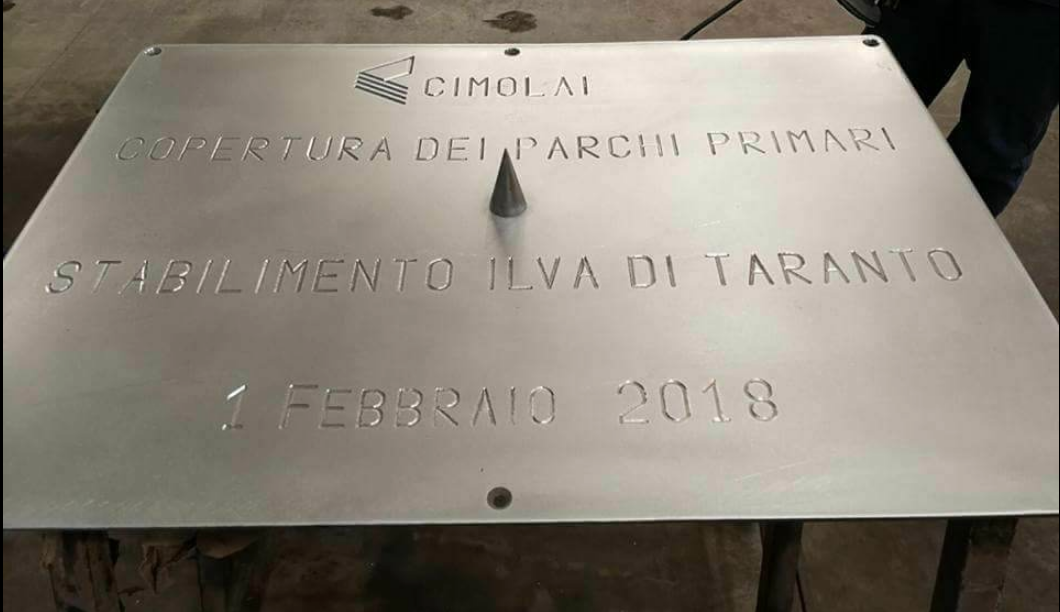 CIMOLAI
COPERTURA DEI PARCHI PRIMARI
STABILIMENTO ILVA DI TARANTO
1 FEBBRAIO 2018